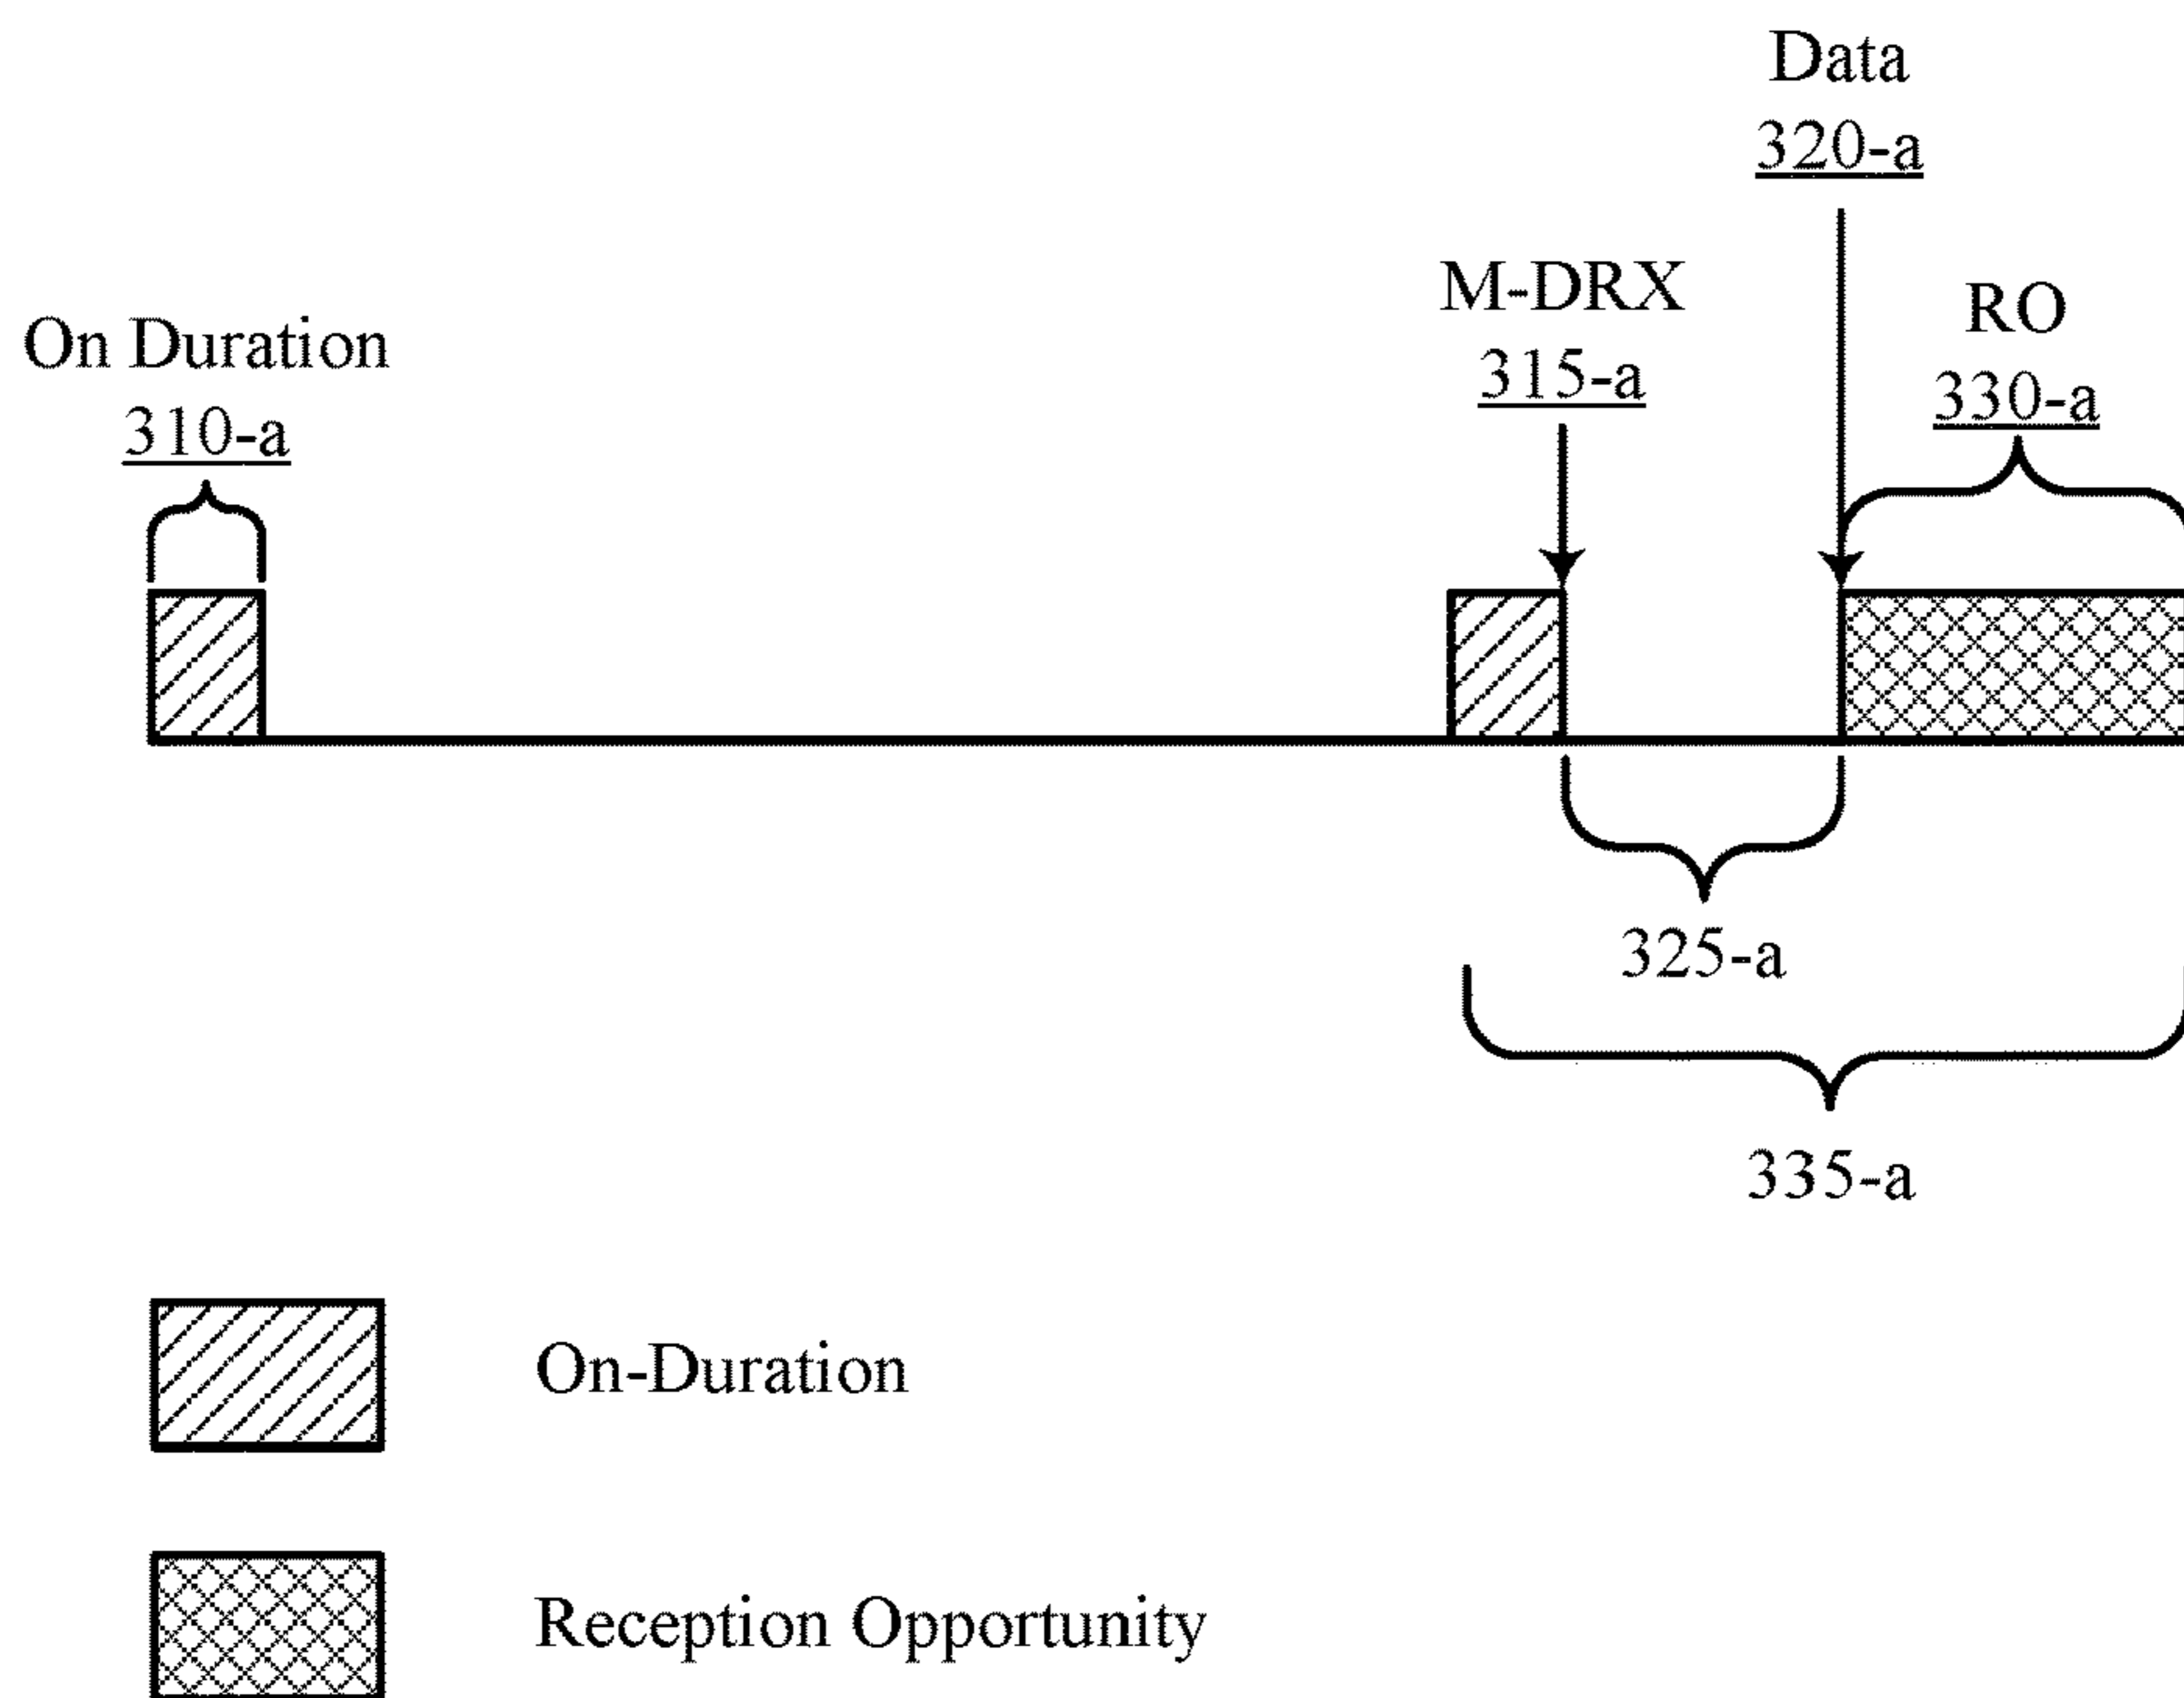 Data
320-a
M-DRX
315-a
RO
330-a
On Duration
310-a
325-a
335-a
On-Duration
Reception Opportunity